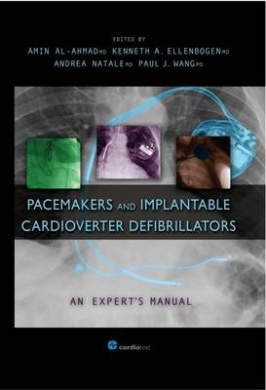 EDITED BY
AMIN AL-AHMAD MD KENNETH A. ELLENBOGEN MD
ANDREA NATALE MD PAUL J. WANG MD
PACEMAKERS AND IMPLANTABLE
CARDIOVERTER DEFIBRILLATORS
AN EXPERT'S MANUAL
cardiotext